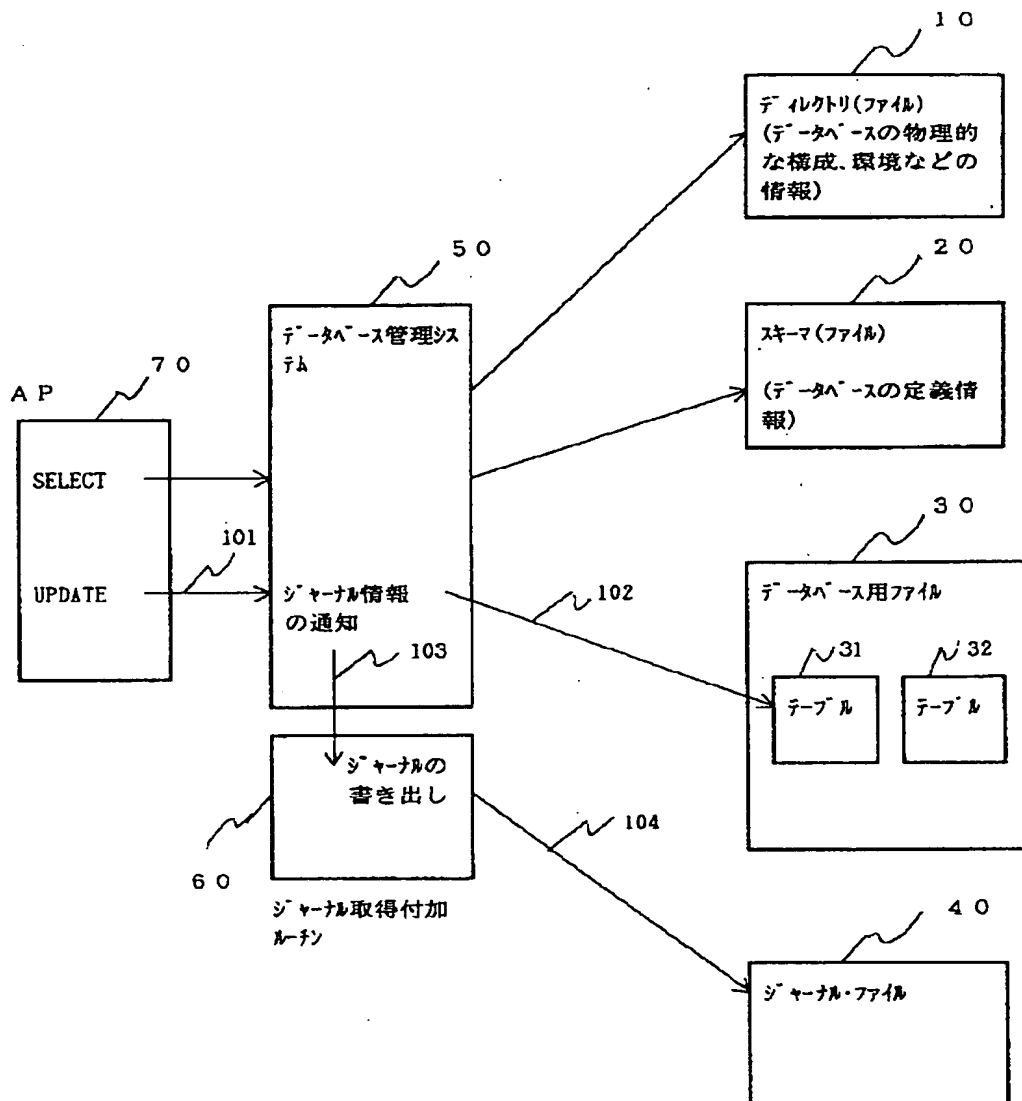 10
ディレクトリ(ファイル)
(データベースの物理的
な構成、環境などの
情報)
50
データベース管理シス
テム
20
スキーマ(ファイル)
(データベースの定義情
報)
70
AP
SELECT
101
UPDATE
ジャーナル情報
の通知
102
103
30
データベース用ファイル
31
32
テーブル
テーブル
ジャーナルの
書き出し
60
104
ジャーナル取得付加
ルーチン
40
ジャーナル・ファイル